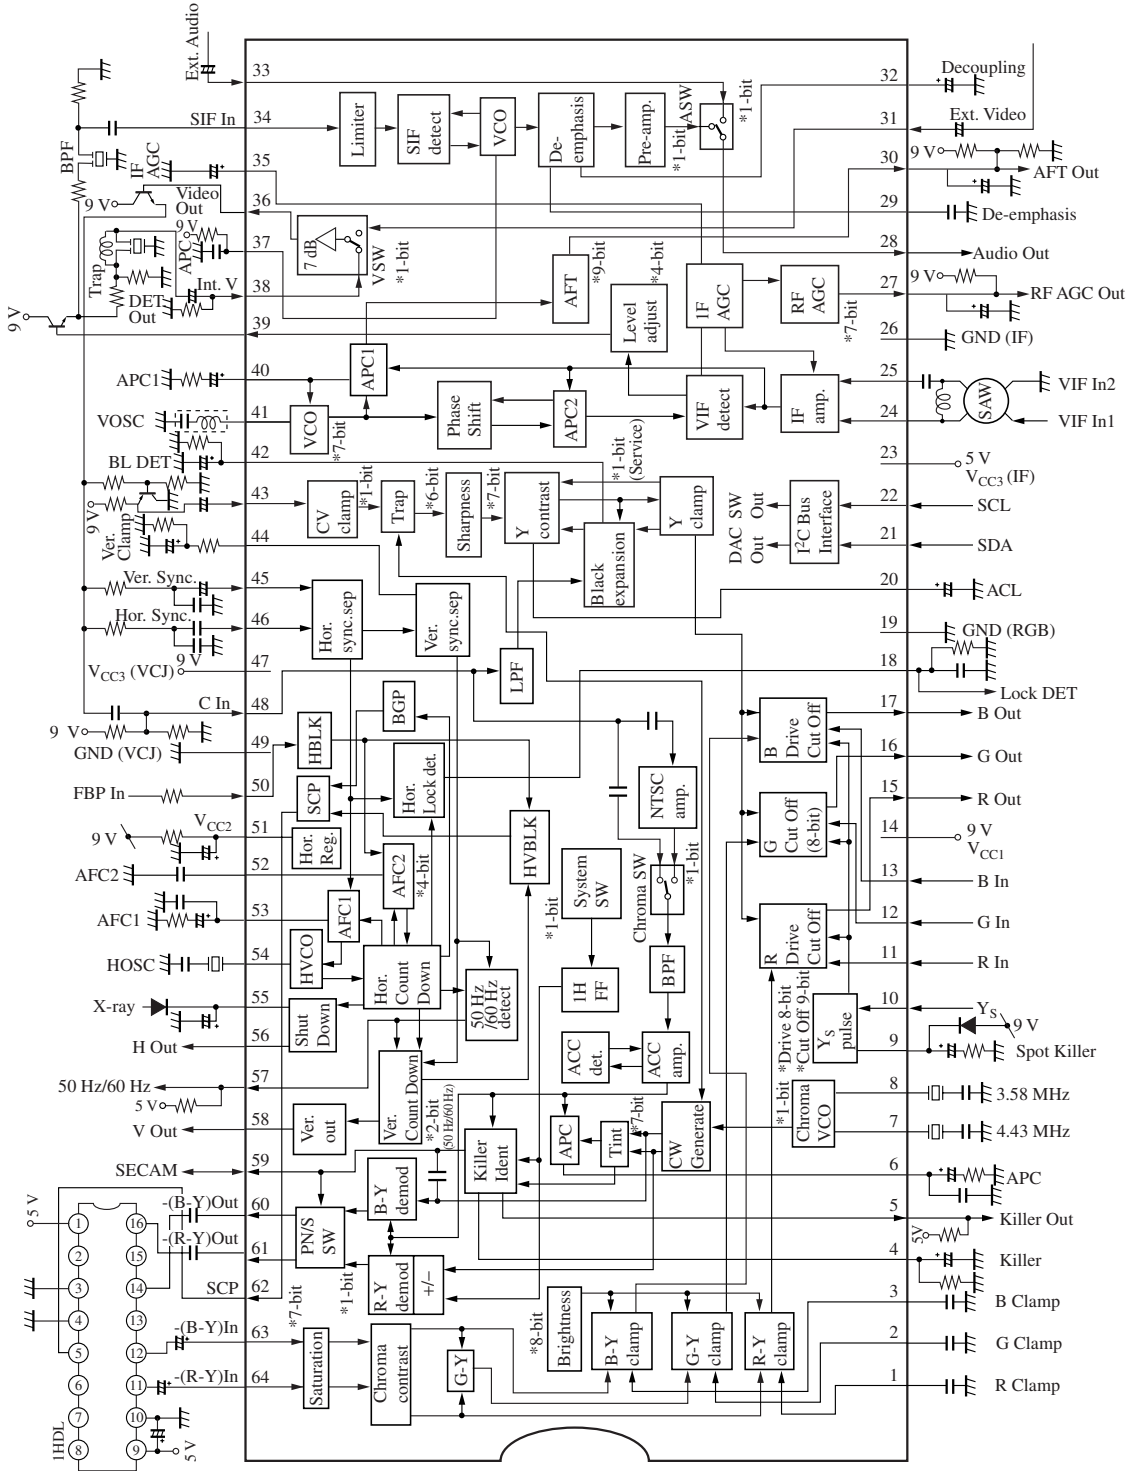 Ext. Audio
33
SIF In
34
BPF
IF AGC
35
9 V
Video Out
36
9 V
APC
37
Trap
Int. V
38
DET Out
9 V
39
APC1
40
VOSC
41
BL DET
42
43
9 V
Ver. Clamp
44
Ver. Sync.
45
Hor. Sync.
46
9 V
VCC3 (VCJ)
47
C In
48
9 V
GND (VCJ)
49
FBP In
50
VCC2
51
9 V
AFC2
52
AFC1
53
HOSC
54
X-ray
55
H Out
56
50 Hz/60 Hz
57
5 V
V Out
58
SECAM
59
5 V
-(B-Y)Out
60
-(R-Y)Out
61
SCP
62
-(B-Y)In
63
-(R-Y)In
64
1
2
3
4
5
6
7
8
16
15
14
13
12
11
10
9
1HDL
5 V
Limiter
SIF detect
VCO
De-emphasis
Pre-amp.
*1-bit
ASW
*1-bit
7 dB
VSW
*1-bit
AFT
*9-bit
Level adjust
*4-bit
1F AGC
RF AGC
*7-bit
APC1
VCO
*7-bit
Phase Shift
APC2
VIF detect
IF amp.
CV clamp
*1-bit
Trap
*6-bit
Sharpness
*7-bit
Y contrast
Black expansion
*1-bit (Service)
Y clamp
DAC SW
Out Out
I2C Bus Interface
Hor. sync.sep
Ver. sync.sep
LPF
BGP
HBLK
SCP
Hor. Lock det.
Hor. Reg.
AFC2
*4-bit
HVBLK
AFC1
HVCO
Hor. Count Down
Shut Down
50 Hz /60 Hz detect
Ver. Count Down
*2-bit
(50 Hz/60 Hz)
Ver. out
System SW
*1-bit
1H FF
NTSC amp.
Chroma SW
*1-bit
BPF
ACC det.
ACC amp.
B Drive Cut Off
G Cut Off (8-bit)
R Drive Cut Off
*Drive 8-bit
*Cut Off 9-bit
YS pulse
*1-bit
Chroma VCO
CW Generate
Tint
*7-bit
APC
Killer Ident
B-Y demod
PN/S SW
*1-bit
R-Y demod
+/−
*7-bit
Saturation
Chroma contrast
G-Y
*8-bit
Brightness
B-Y clamp
G-Y clamp
R-Y clamp
32
Decoupling
31
Ext. Video
30
9 V
AFT Out
29
De-emphasis
28
Audio Out
27
9 V
RF AGC Out
26
GND (IF)
25
VIF In2
SAW
24
VIF In1
23
5 V
VCC3 (IF)
22
SCL
21
SDA
20
ACL
19
GND (RGB)
18
Lock DET
17
B Out
16
G Out
15
R Out
14
9 V
VCC1
13
B In
12
G In
11
R In
10
YS
9 V
9
Spot Killer
8
3.58 MHz
7
4.43 MHz
6
APC
5
Killer Out
5V
4
Killer
3
B Clamp
2
G Clamp
1
R Clamp